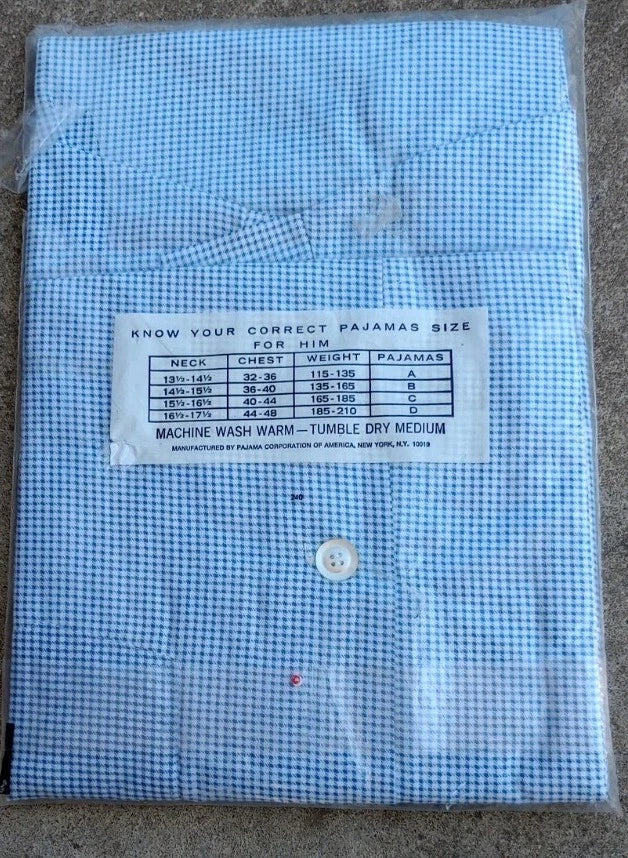 KNOW YOUR CORRECT PAJAMAS SIZE
FOR HIM
NECK CHEST WEIGHT PAJAMAS
13½-14½ 32-36 115-135 A
14½-15½ 36-40 135-165 B
15½-16½ 40-44 165-185 C
16½-17½ 44-48 185-210 D
MACHINE WASH WARM—TUMBLE DRY MEDIUM
MANUFACTURED BY PAJAMA CORPORATION OF AMERICA, NEW YORK, N.Y. 10019
240